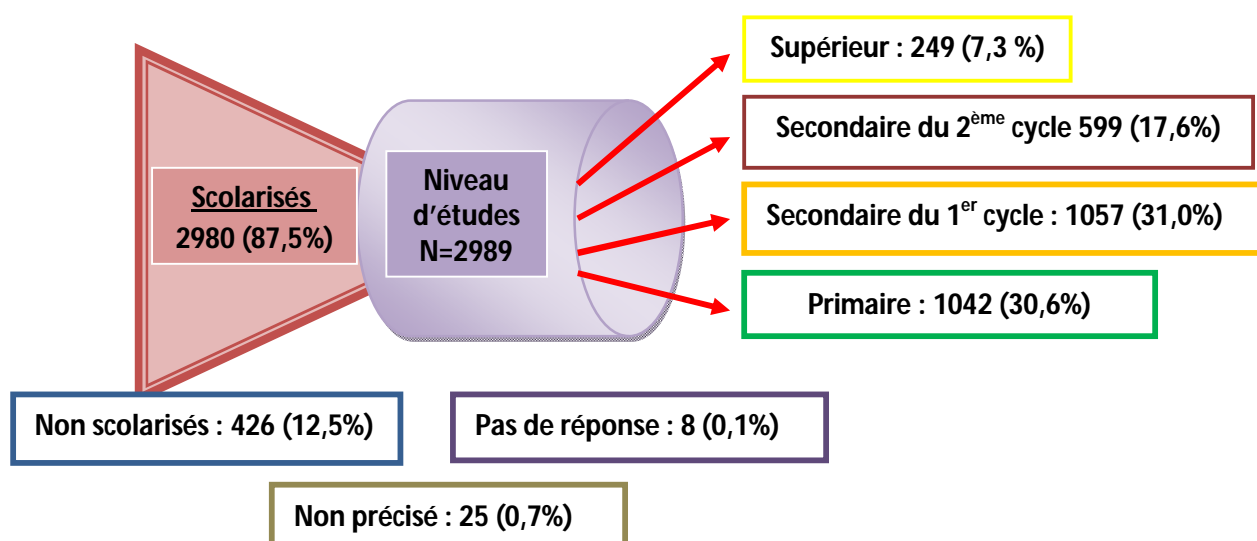 Supérieur : 249 (7,3 %)
Secondaire du 2ème cycle 599 (17,6%)
Scolarisés
2980 (87,5%)
Niveau
d'études
N=2989
Secondaire du 1er cycle : 1057 (31,0%)
Primaire : 1042 (30,6%)
Non scolarisés : 426 (12,5%)
Pas de réponse : 8 (0,1%)
Non précisé : 25 (0,7%)